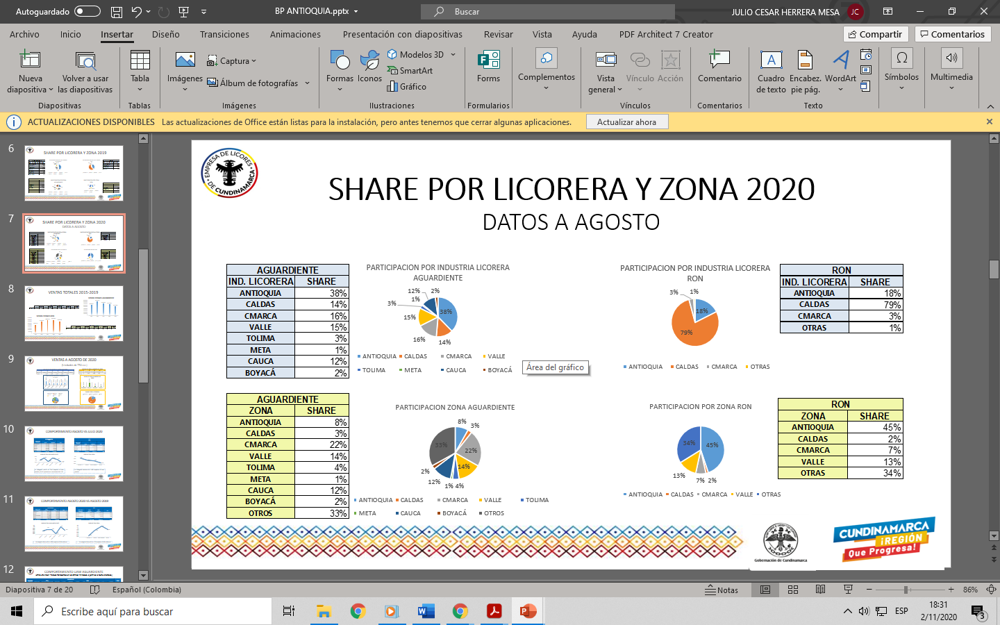 Autoguardado
BP ANTIOQUIA.pptx
Buscar
JULIO CESAR HERRERA MESA
JC
Archivo Inicio Insertar Diseño Transiciones Animaciones Presentación con diapositivas Revisar Vista Ayuda PDF Architect 7 Creator
Compartir Comentarios
Nueva diapositiva
Volver a usar las diapositivas
Tabla
Imágenes
Captura
Álbum de fotografías
Formas
Iconos
Modelos 3D
SmartArt
Gráfico
Forms
Complementos
Vista general
Vínculo
Acción
Comentario
Cuadro de texto
Encabez. pie pág.
WordArt
Símbolos
Multimedia
Diapositivas Tablas Imágenes Ilustraciones Formularios Vínculos Comentarios Texto
ACTUALIZACIONES DISPONIBLES Las actualizaciones de Office están listas para la instalación, pero antes tenemos que cerrar algunas aplicaciones.
Actualizar ahora
6
SHARE POR LICORERA Y ZONA 2019
7
SHARE POR LICORERA Y ZONA 2020
DATOS A AGOSTO
8
VENTAS TOTALES 2015-2019
9
VENTAS A AGOSTO DE 2020
10
COMPORTAMIENTO AGOSTO VS JULIO 2020
11
COMPORTAMIENTO AGOSTO 2020 VS AGOSTO 2019
12
EMPRESA DE LICORES
DE CUNDINAMARCA
SHARE POR LICORERA Y ZONA 2020
DATOS A AGOSTO
AGUARDIENTE
IND. LICORERA SHARE
ANTIOQUIA 38%
CALDAS 14%
CMARCA 16%
VALLE 15%
TOLIMA 3%
META 1%
CAUCA 12%
BOYACÁ 2%
PARTICIPACION POR INDUSTRIA LICORERA
AGUARDIENTE
12% 2%
1%
3%
38%
15%
16%
14%
ANTIOQUIA CALDAS CMARCA VALLE
TOLIMA META CAUCA BOYACÁ
Área del gráfico
PARTICIPACION POR INDUSTRIA LICORERA
RON
3% 1%
18%
79%
ANTIOQUIA CALDAS CMARCA OTRAS
RON
IND. LICORERA SHARE
ANTIOQUIA 18%
CALDAS 79%
CMARCA 3%
OTRAS 1%
AGUARDIENTE
ZONA SHARE
ANTIOQUIA 8%
CALDAS 3%
CMARCA 22%
VALLE 14%
TOLIMA 4%
META 1%
CAUCA 12%
BOYACÁ 2%
OTROS 33%
PARTICIPACION ZONA AGUARDIENTE
8%
3%
33%
22%
14%
2%
12%
1% 4%
ANTIOQUIA CALDAS CMARCA VALLE TOLIMA
META CAUCA BOYACÁ OTROS
PARTICIPACION POR ZONA RON
34% 45%
13%
7% 2%
ANTIOQUIA CALDAS CMARCA VALLE OTRAS
RON
ZONA SHARE
ANTIOQUIA 45%
CALDAS 2%
CMARCA 7%
VALLE 13%
OTRAS 34%
Gobernación de Cundinamarca
CUNDINAMARCA
¡REGIÓN
Que Progresa!
Diapositiva 7 de 20
Español (Colombia)
Notas
86%
Escribe aquí para buscar
ESP
18:31
2/11/2020
3